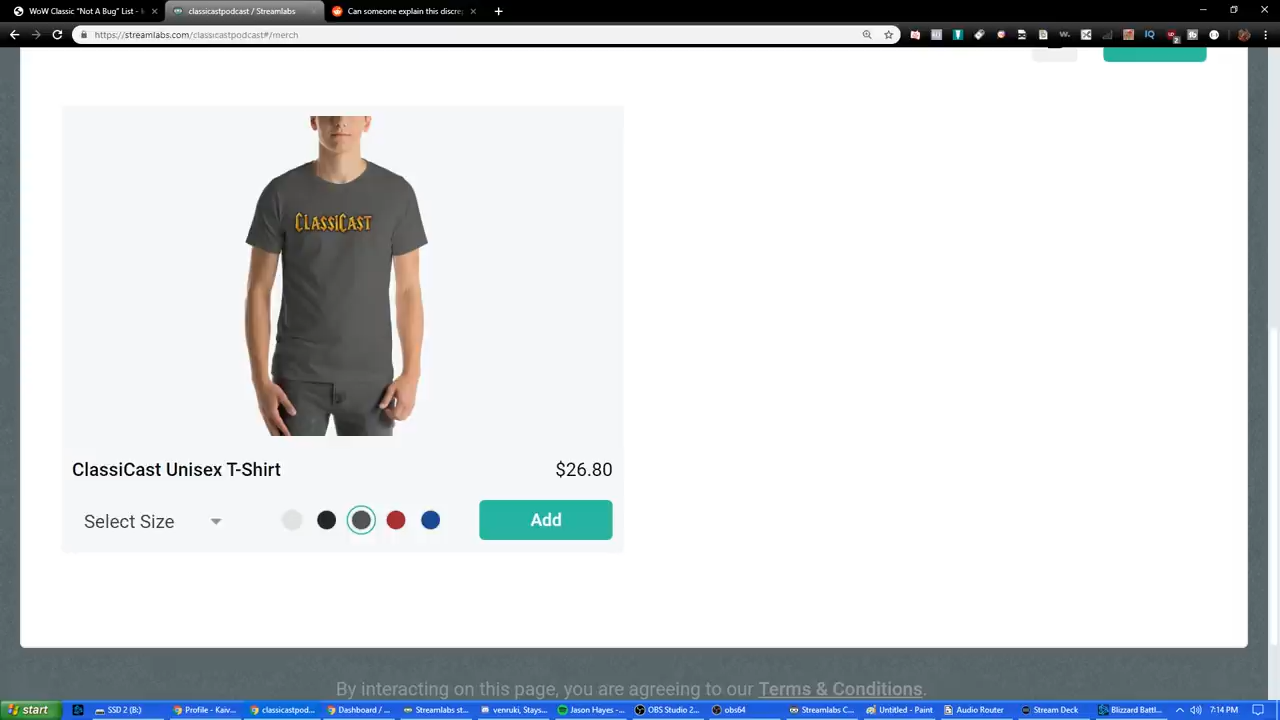 WoW Classic "Not A Bug" List -
classicastpodcast / Streamlabs
Can someone explain this discre
https://streamlabs.com/classicastpodcast#/merch
CLASSICAST
ClassiCast Unisex T-Shirt
$26.80
Select Size
Add
By interacting on this page, you are agreeing to our Terms & Conditions.
start
SSD 2 (B:)
Profile - Kaiv...
classicastpod...
Dashboard / ...
Streamlabs st...
venruki, Stays...
Jason Hayes -...
OBS Studio 2...
obs64
Streamlabs C...
Untitled - Paint
Audio Router
Stream Deck
Blizzard Battl...
7:14 PM